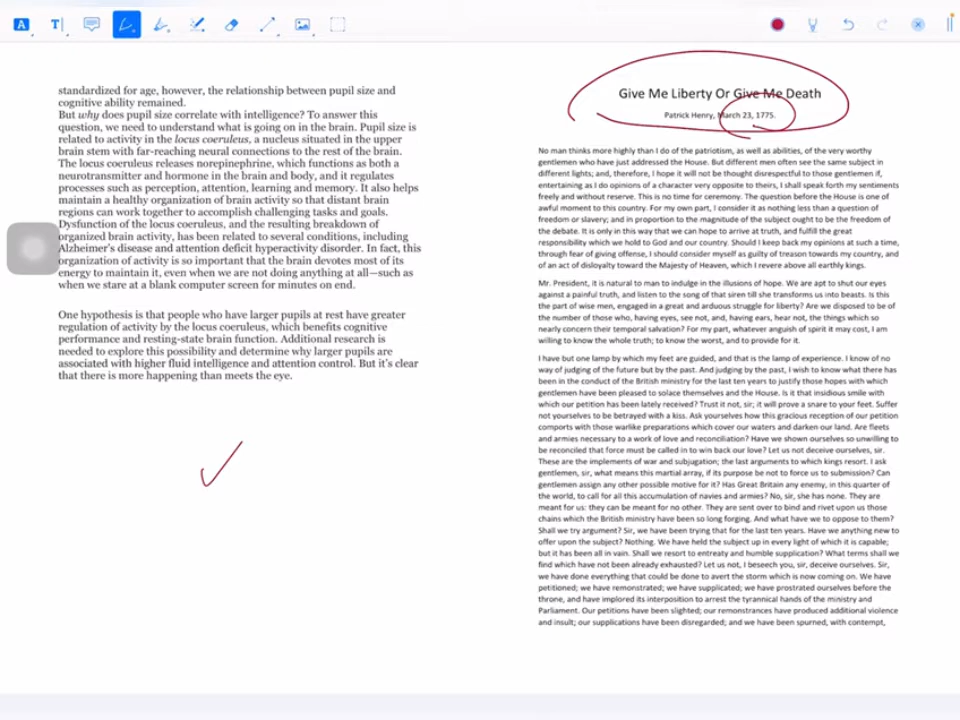 A T
standardized for age, however, the relationship between pupil size and
cognitive ability remained.
But why does pupil size correlate with intelligence? To answer this
question, we need to understand what is going on in the brain. Pupil size is
related to activity in the locus coeruleus, a nucleus situated in the upper
brain stem with far-reaching neural connections to the rest of the brain.
The locus coeruleus releases norepinephrine, which functions as both a
neurotransmitter and hormone in the brain and body, and it regulates
processes such as perception, attention, learning and memory. It also helps
maintain a healthy organization of brain activity so that distant brain
regions can work together to accomplish challenging tasks and goals.
Dysfunction of the locus coeruleus, and the resulting breakdown of
organized brain activity, has been related to several conditions, including
Alzheimer's disease and attention deficit hyperactivity disorder. In fact, this
organization of activity is so important that the brain devotes most of its
energy to maintain it, even when we are not doing anything at all—such as
when we stare at a blank computer screen for minutes on end.
One hypothesis is that people who have larger pupils at rest have greater
regulation of activity by the locus coeruleus, which benefits cognitive
performance and resting-state brain function. Additional research is
needed to explore this possibility and determine why larger pupils are
associated with higher fluid intelligence and attention control. But it's clear
that there is more happening than meets the eye.
Give Me Liberty Or Give Me Death
Patrick Henry, March 23, 1775.
No man thinks more highly than I do of the patriotism, as well as abilities, of the very worthy
gentlemen who have just addressed the House. But different men often see the same subject in
different lights; and, therefore, I hope it will not be thought disrespectful to those gentlemen if,
entertaining as I do opinions of a character very opposite to theirs, I shall speak forth my sentiments
freely and without reserve. This is no time for ceremony. The question before the House is one of
awful moment to this country. For my own part, I consider it as nothing less than a question of
freedom or slavery; and in proportion to the magnitude of the subject ought to be the freedom of
the debate. It is only in this way that we can hope to arrive at truth, and fulfill the great
responsibility which we hold to God and our country. Should I keep back my opinions at such a time,
through fear of giving offense, I should consider myself as guilty of treason towards my country, and
of an act of disloyalty toward the Majesty of Heaven, which I revere above all earthly kings.
Mr. President, it is natural to man to indulge in the illusions of hope. We are apt to shut our eyes
against a painful truth, and listen to the song of that siren till she transforms us into beasts. Is this
the part of wise men, engaged in a great and arduous struggle for liberty? Are we disposed to be of
the number of those who, having eyes, see not, and, having ears, hear not, the things which so
nearly concern their temporal salvation? For my part, whatever anguish of spirit it may cost, I am
willing to know the whole truth; to know the worst, and to provide for it.
I have but one lamp by which my feet are guided, and that is the lamp of experience. I know of no
way of judging of the future but by the past. And judging by the past, I wish to know what there has
been in the conduct of the British ministry for the last ten years to justify those hopes with which
gentlemen have been pleased to solace themselves and the House. Is it that insidious smile with
which our petition has been lately received? Trust it not, sir; it will prove a snare to your feet. Suffer
not yourselves to be betrayed with a kiss. Ask yourselves how this gracious reception of our petition
comports with those warlike preparations which cover our waters and darken our land. Are fleets
and armies necessary to a work of love and reconciliation? Have we shown ourselves so unwilling to
be reconciled that force must be called in to win back our love? Let us not deceive ourselves, sir.
These are the implements of war and subjugation; the last arguments to which kings resort. I ask
gentlemen, sir, what means this martial array, if its purpose be not to force us to submission? Can
gentlemen assign any other possible motive for it? Has Great Britain any enemy, in this quarter of
the world, to call for all this accumulation of navies and armies? No, sir, she has none. They are
meant for us: they can be meant for no other. They are sent over to bind and rivet upon us those
chains which the British ministry have been so long forging. And what have we to oppose to them?
Shall we try argument? Sir, we have been trying that for the last ten years. Have we anything new to
offer upon the subject? Nothing. We have held the subject up in every light of which it is capable;
but it has been all in vain. Shall we resort to entreaty and humble supplication? What terms shall we
find which have not been already exhausted? Let us not, I beseech you, sir, deceive ourselves. Sir,
we have done everything that could be done to avert the storm which is now coming on. We have
petitioned; we have remonstrated; we have supplicated; we have prostrated ourselves before the
throne, and have implored its interposition to arrest the tyrannical hands of the ministry and
Parliament. Our petitions have been slighted; our remonstrances have produced additional violence
and insult; our supplications have been disregarded; and we have been spurned, with contempt,